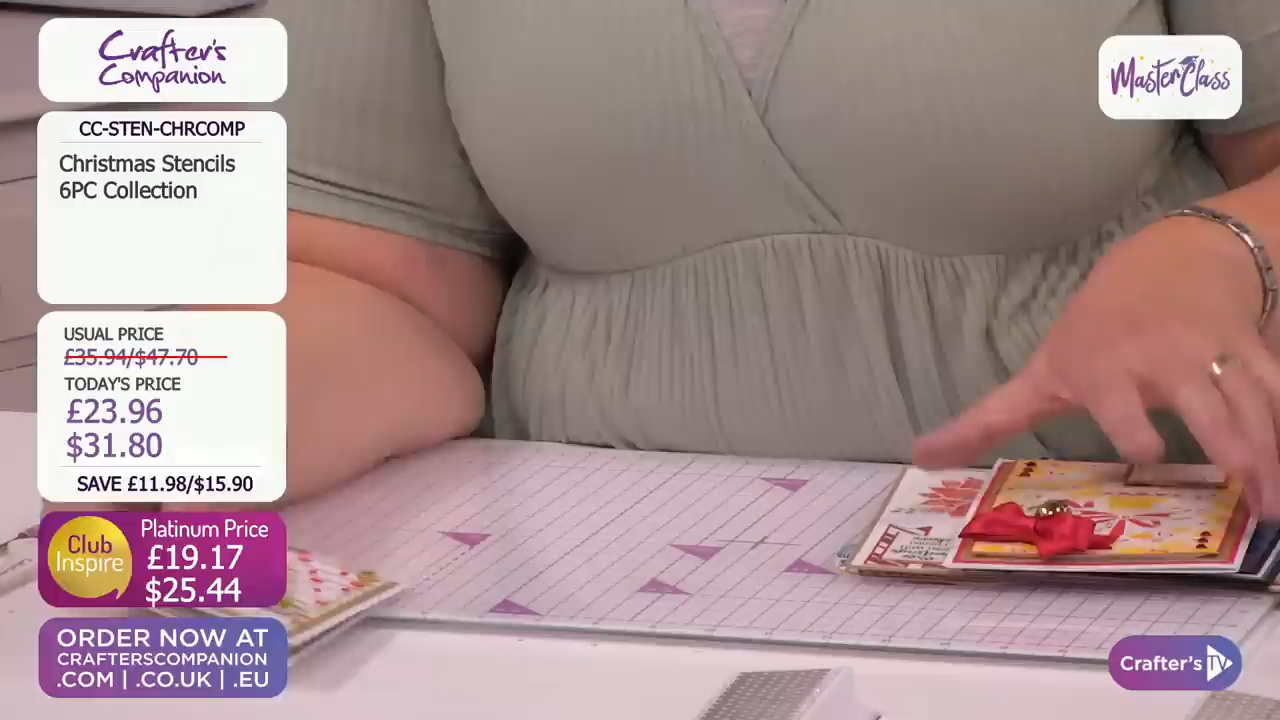 Crafter's
Companion
CC-STEN-CHRCOMP
Christmas Stencils
6PC Collection
USUAL PRICE
£35.94/$47.70
TODAY'S PRICE
£23.96
$31.80
SAVE £11.98/$15.90
Club
Inspire
Platinum Price
£19.17
$25.44
ORDER NOW AT
CRAFTERSCOMPANION
.COM | .CO.UK | .EU
MasterClass
Crafter's TV